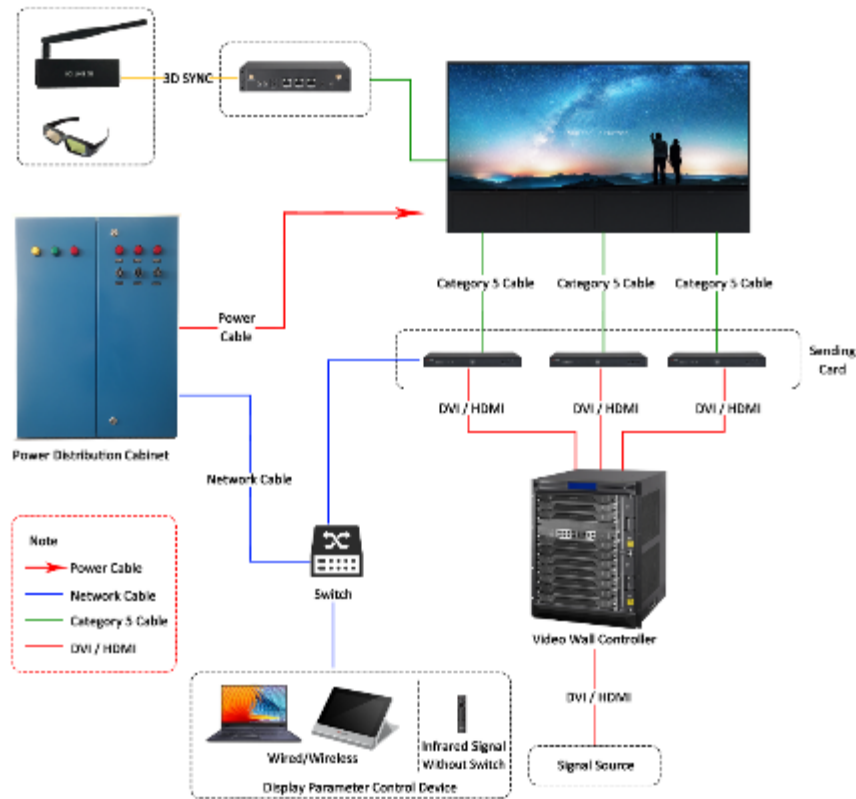 3D SYNC
Category 5 Cable
Category 5 Cable
Category 5 Cable
Power
Cable
Sending
Card
DVI / HDMI
DVI / HDMI
DVI / HDMI
Power Distribution Cabinet
Network Cable
Note
Power Cable
Network Cable
Category 5 Cable
DVI / HDMI
Switch
Video Wall Controller
DVI / HDMI
Wired/Wireless
Infrared Signal
Without Switch
Display Parameter Control Device
Signal Source